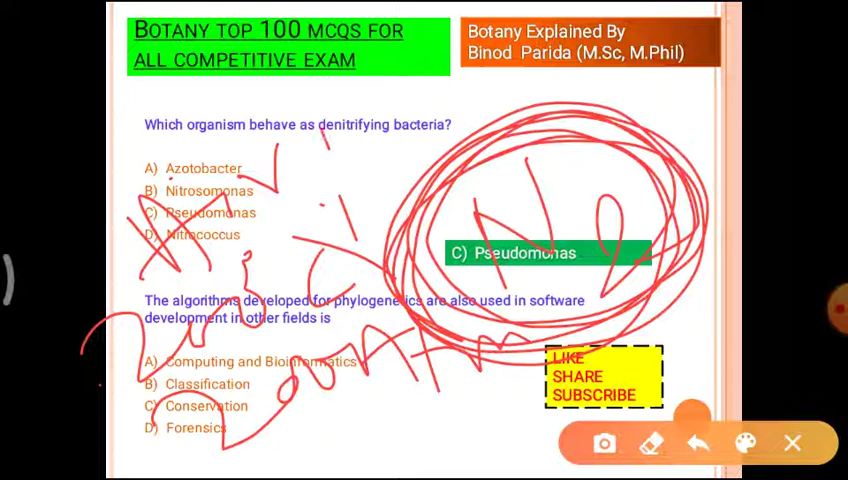 BOTANY TOP 100 MCQS FOR
ALL COMPETITIVE EXAM
Botany Explained By
Binod Parida (M.Sc, M.Phil)
Which organism behave as denitrifying bacteria?
A) Azotobacter
B) Nitrosomonas
C) Pseudomonas
D) Nitrococcus
N2
C) Pseudomonas
The algorithms developed for phylogenetics are also used in software
development in other fields is
A) Computing and Bioinformatics
B) Classification
C) Conservation
D) Forensics
LIKE
SHARE
SUBSCRIBE